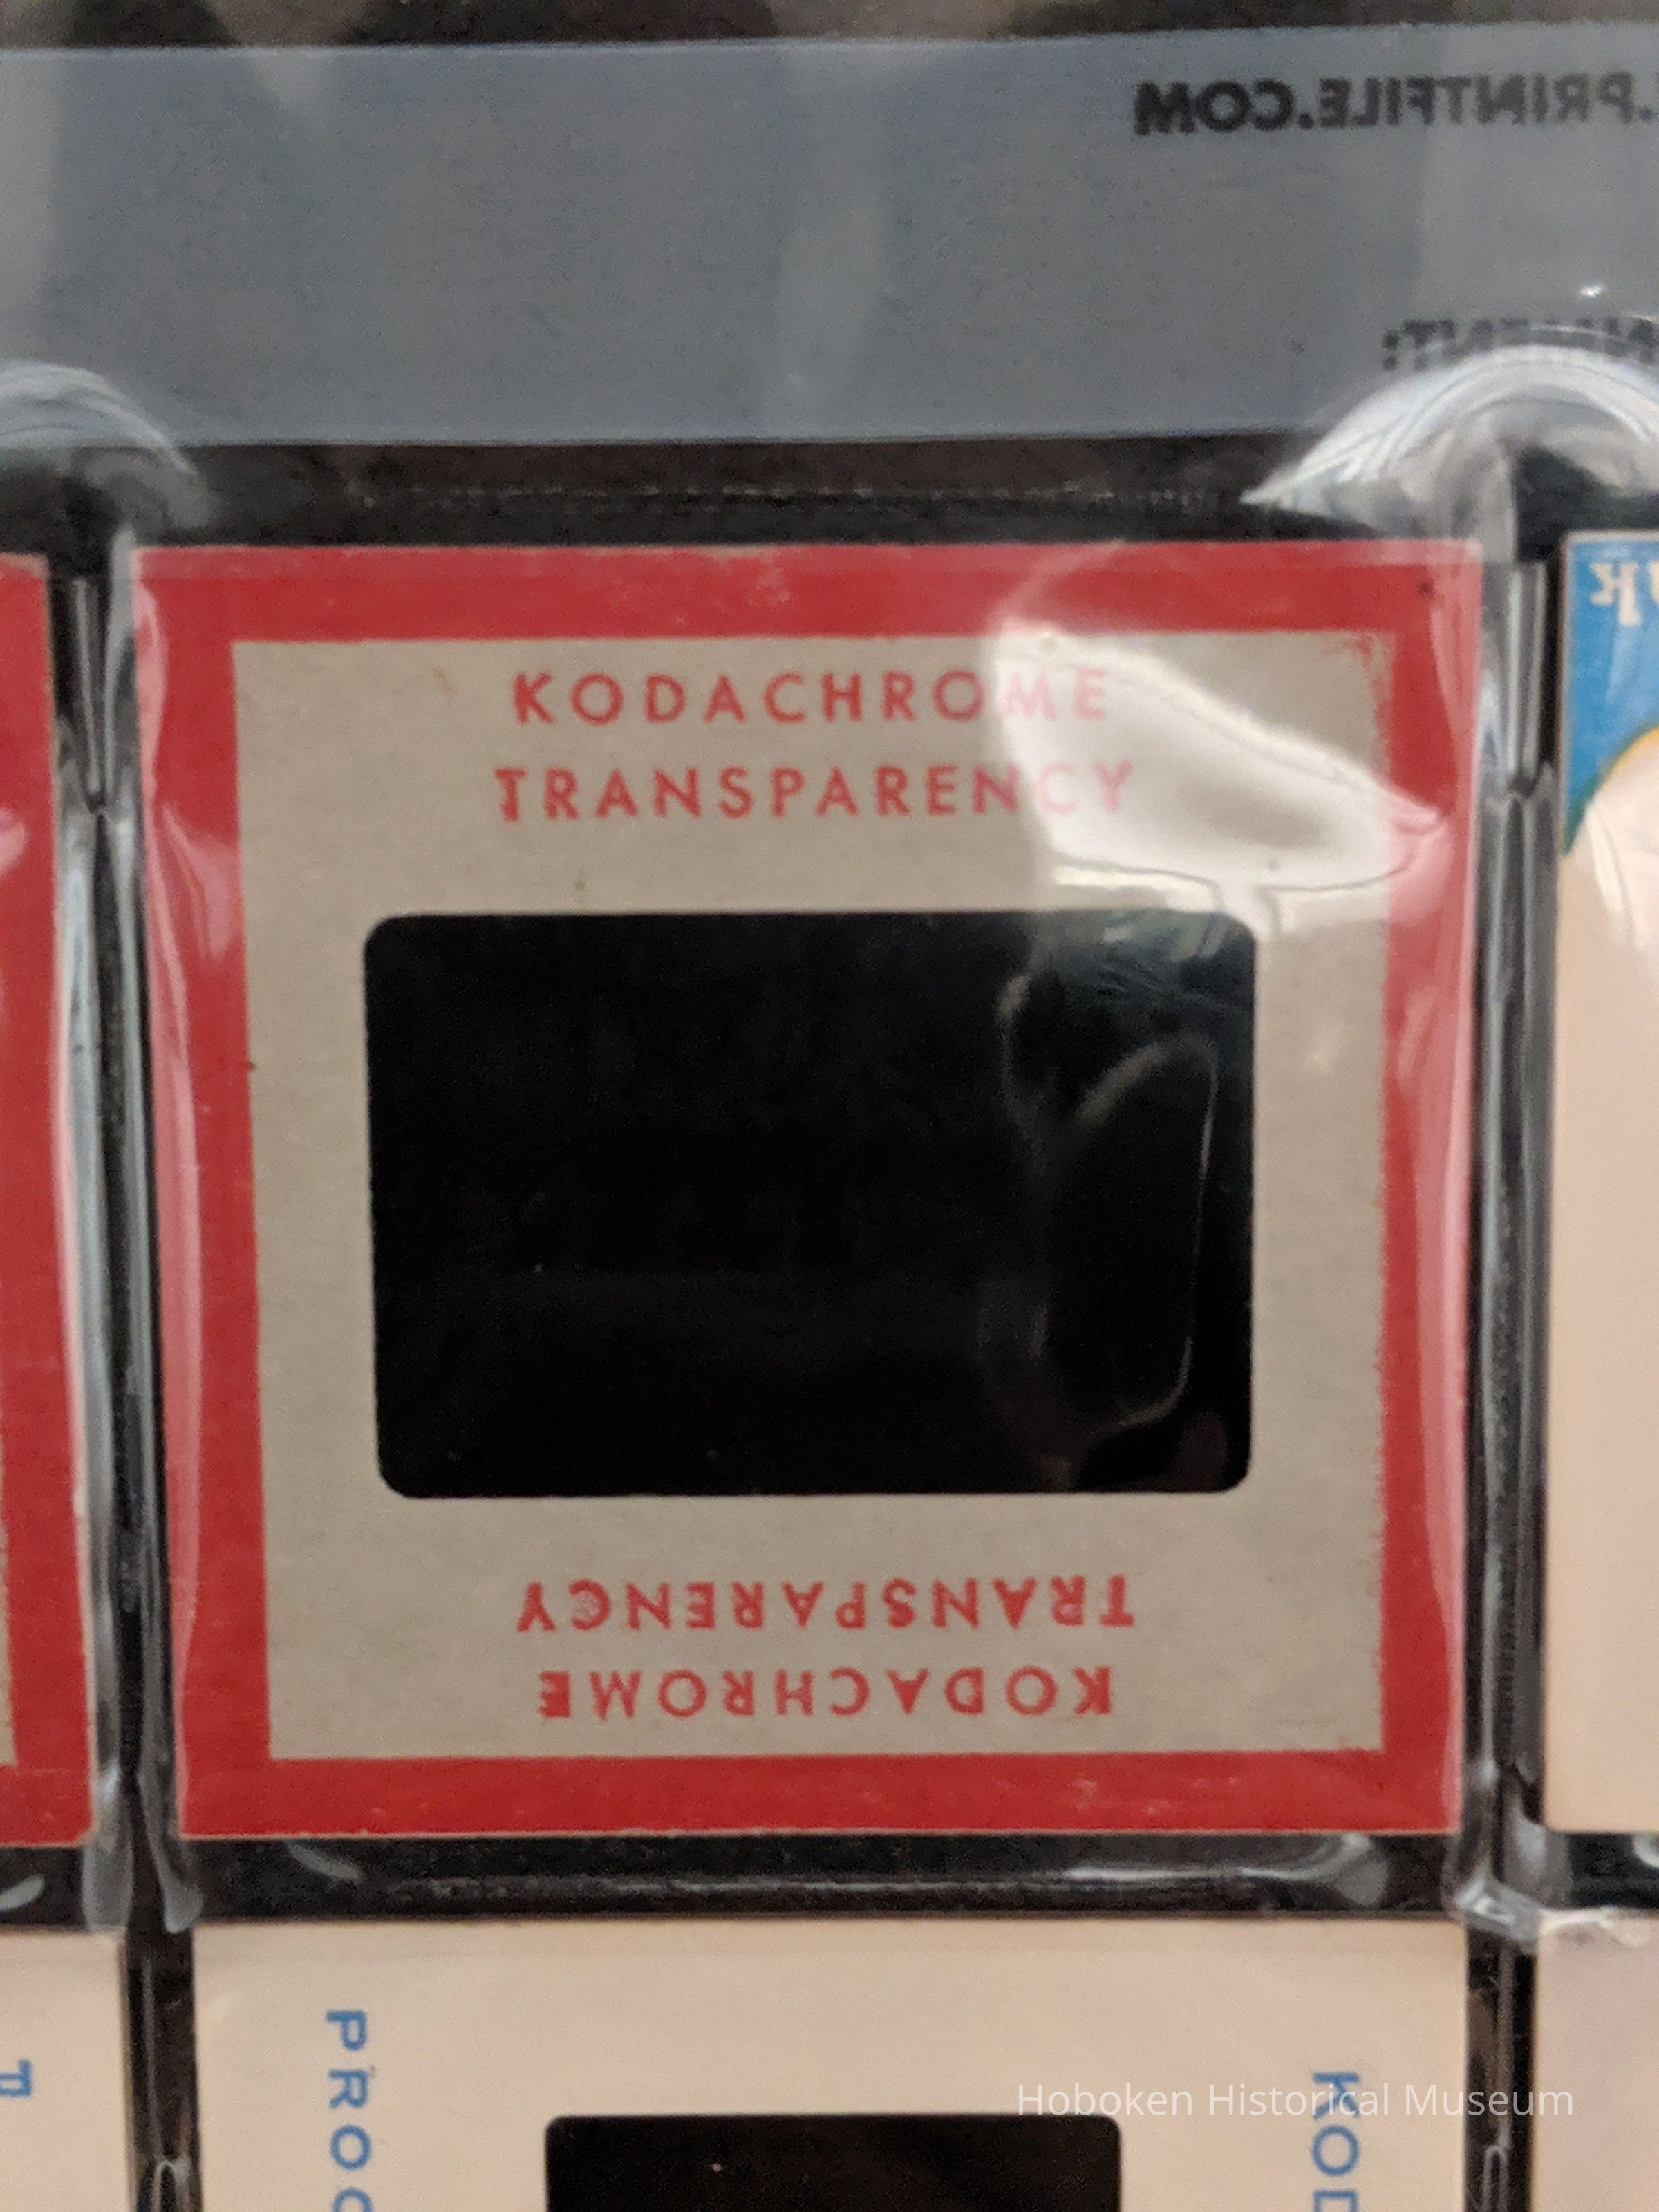 .PRINTFILE.COM
KODACHROME
TRANSPARENCY
TRANSPARENCY
KODACHROME
Hoboken Historical Museum